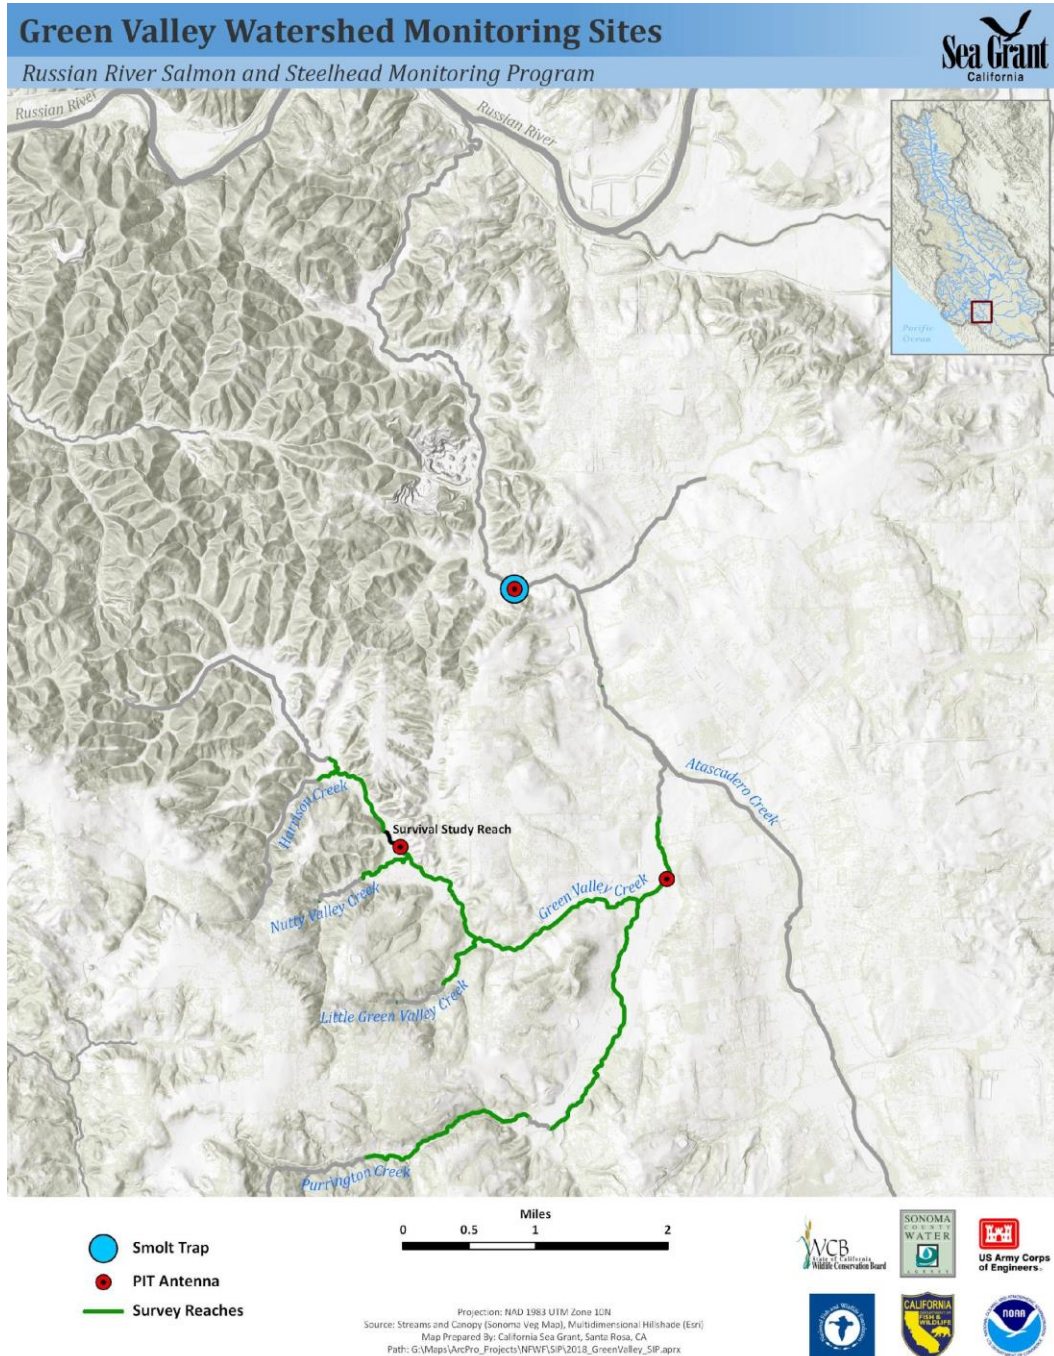 Green Valley Watershed Monitoring Sites
Russian River Salmon and Steelhead Monitoring Program
Sea Grant
California
Russian River
Russian River
Pacific
Ocean
Atascadero Creek
Harrison Creek
Survival Study Reach
Nutty Valley Creek
Green Valley Creek
Little Green Valley Creek
Purrington Creek
Smolt Trap
PIT Antenna
Survey Reaches
Miles
0 0.5 1 2
Projection: NAD 1983 UTM Zone 10N
Source: Streams and Canopy (Sonoma Veg Map), Multidimensional Hillshade (Esri)
Map Prepared By: California Sea Grant, Santa Rosa, CA
Path: G:\Maps\ArcPro_Projects\NFWF\SIP\2018_GreenValley_SIP.aprx
WCB
State of California
Wildlife Conservation Board
SONOMA
COUNTY
WATER
AGENCY
US Army Corps
of Engineers
CALIFORNIA
FISH &
WILDLIFE
NOAA